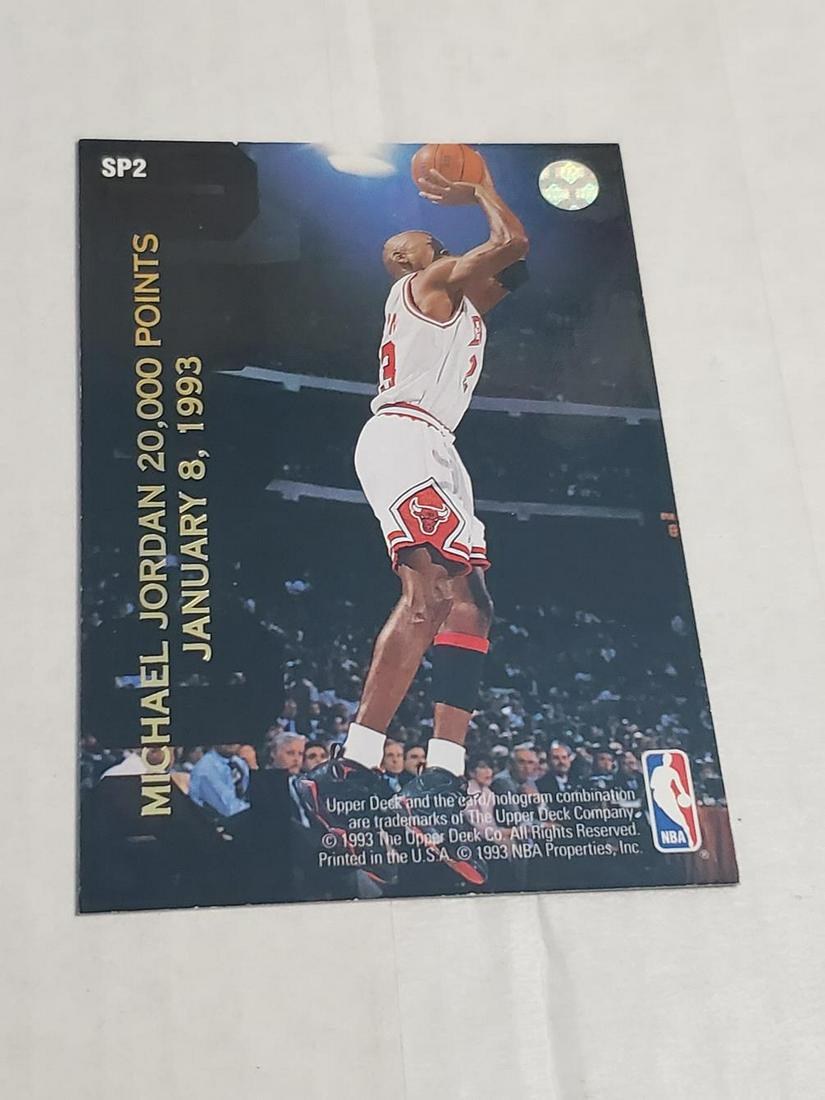 SP2
MICHAEL JORDAN 20,000 POINTS
JANUARY 8, 1993
Upper Deck and the card/hologram combination
are trademarks of The Upper Deck Company.
© 1993 The Upper Deck Co. All Rights Reserved.
Printed in the U.S.A. © 1993 NBA Properties, Inc.
NBA
®